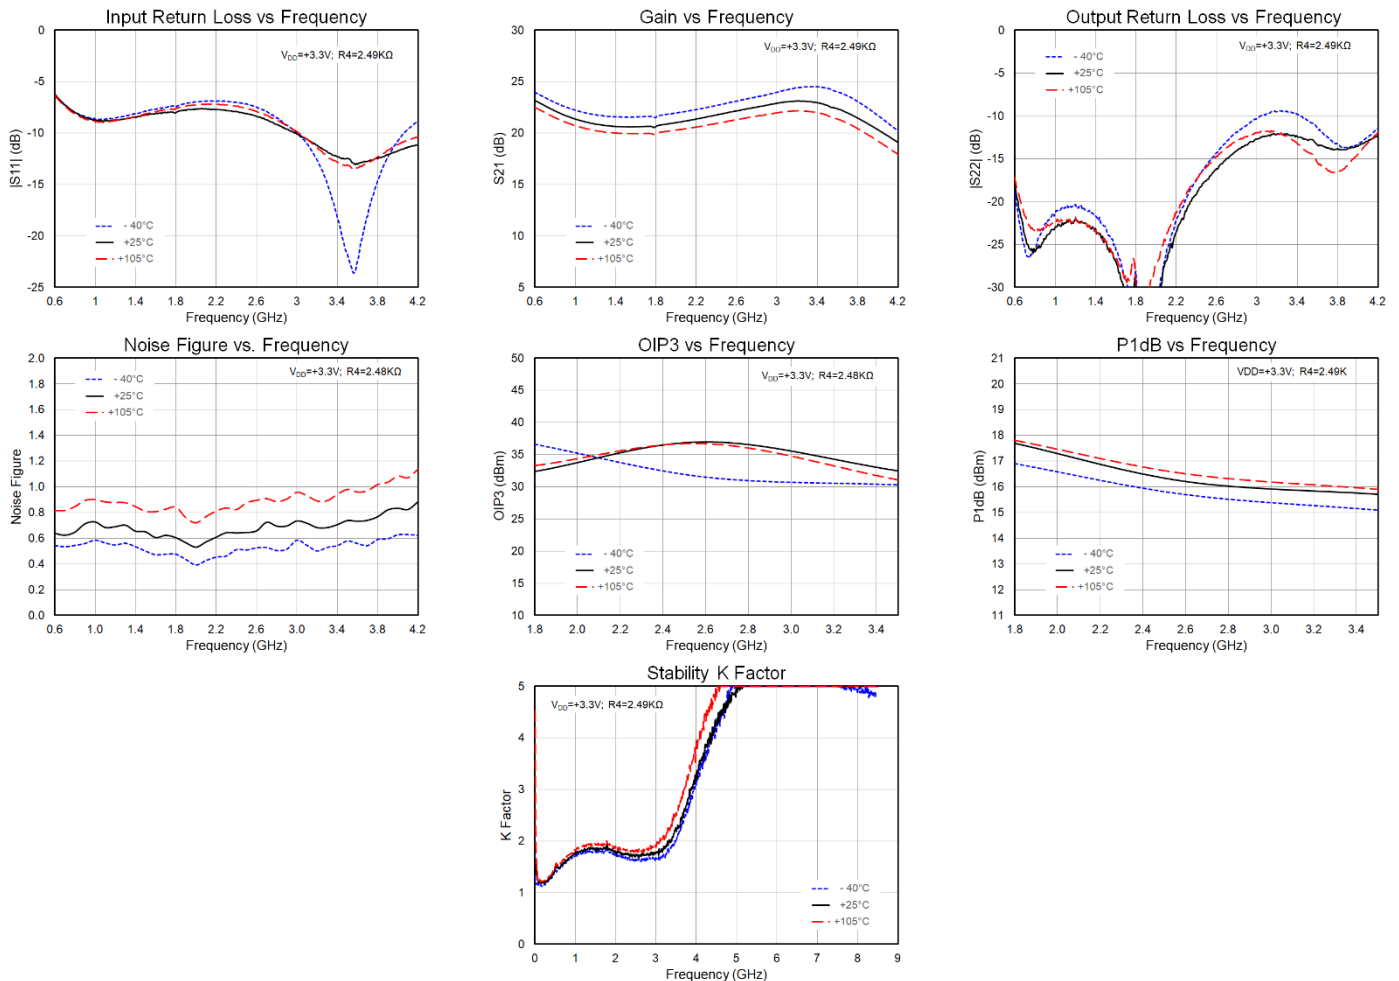 Input Return Loss vs Frequency
V_DD=+3.3V; R4=2.49KΩ
|S11| (dB)
0
-5
-10
-15
-20
-25
- 40°C
+25°C
+105°C
0.6 1 1.4 1.8 2.2 2.6 3 3.4 3.8 4.2
Frequency (GHz)
Gain vs Frequency
V_DD=+3.3V; R4=2.49KΩ
S21 (dB)
30
25
20
15
10
5
- 40°C
+25°C
+105°C
0.6 1 1.4 1.8 2.2 2.6 3 3.4 3.8 4.2
Frequency (GHz)
Output Return Loss vs Frequency
V_DD=+3.3V; R4=2.49KΩ
- 40°C
+25°C
+105°C
|S22| (dB)
0
-5
-10
-15
-20
-25
-30
0.6 1 1.4 1.8 2.2 2.6 3 3.4 3.8 4.2
Frequency (GHz)
Noise Figure vs. Frequency
V_DD=+3.3V; R4=2.48KΩ
- 40°C
+25°C
+105°C
Noise Figure
2.0
1.8
1.6
1.4
1.2
1.0
0.8
0.6
0.4
0.2
0.0
0.6 1.0 1.4 1.8 2.2 2.6 3.0 3.4 3.8 4.2
Frequency (GHz)
OIP3 vs Frequency
V_DD=+3.3V; R4=2.48KΩ
OIP3 (dBm)
50
45
40
35
30
25
20
15
10
- 40°C
+25°C
+105°C
1.8 2.0 2.2 2.4 2.6 2.8 3.0 3.2 3.4
Frequency (GHz)
P1dB vs Frequency
VDD=+3.3V; R4=2.49K
P1dB (dBm)
21
20
19
18
17
16
15
14
13
12
11
- 40°C
+25°C
+105°C
1.8 2.0 2.2 2.4 2.6 2.8 3.0 3.2 3.4
Frequency (GHz)
Stability K Factor
V_DD=+3.3V; R4=2.49KΩ
K Factor
5
4
3
2
1
0
- 40°C
+25°C
+105°C
0 1 2 3 4 5 6 7 8 9
Frequency (GHz)